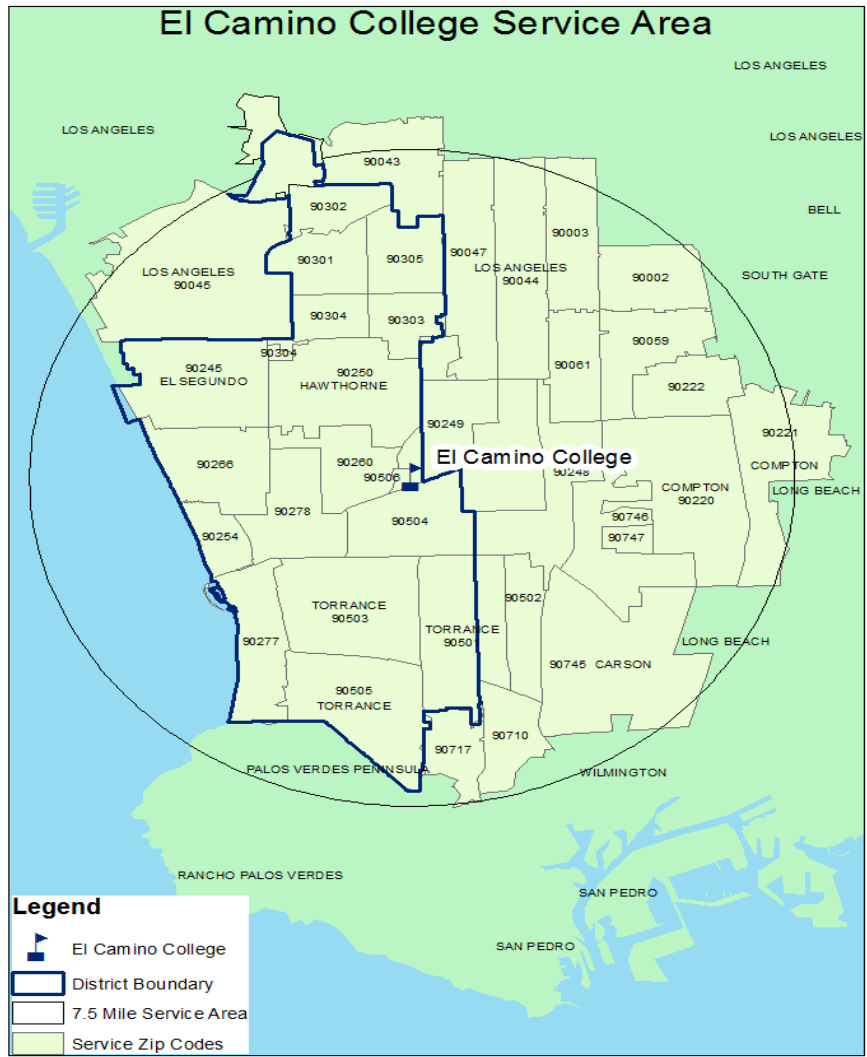 El Camino College Service Area
LOS ANGELES
LOS ANGELES
LOS ANGELES
90043
90302
BELL
90003
90047
90301
90305
LOS ANGELES
90044
LOS ANGELES
90045
SOUTH GATE
90002
90304
90303
90059
90304
90061
90245
EL SEGUNDO
90250
HAWTHORNE
90222
90249
90221
COMPTON
El Camino College
90266
90260
90506
90248
COMPTON
90220
LONG BEACH
90278
90504
90746
90747
90254
90502
TORRANCE
90503
TORRANCE
90501
90277
LONG BEACH
90745 CARSON
90505
TORRANCE
90717
90710
PALOS VERDES PENINSULA
WILMINGTON
RANCHO PALOS VERDES
SAN PEDRO
SAN PEDRO
Legend
El Camino College
District Boundary
7.5 Mile Service Area
Service Zip Codes